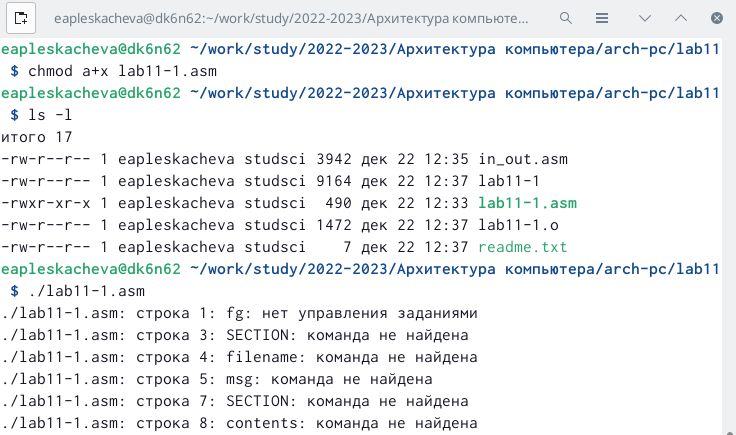 eapleskacheva@dk6n62:~/work/study/2022-2023/Архитектура компьюте...
eapleskacheva@dk6n62 ~/work/study/2022-2023/Архитектура компьютера/arch-pc/lab11
$ chmod a+x lab11-1.asm
eapleskacheva@dk6n62 ~/work/study/2022-2023/Архитектура компьютера/arch-pc/lab11
$ ls -l
итого 17
-rw-r--r-- 1 eapleskacheva studsci 3942 дек 22 12:35 in_out.asm
-rw-r--r-- 1 eapleskacheva studsci 9164 дек 22 12:37 lab11-1
-rwxr-xr-x 1 eapleskacheva studsci  490 дек 22 12:33 lab11-1.asm
-rw-r--r-- 1 eapleskacheva studsci 1472 дек 22 12:37 lab11-1.o
-rw-r--r-- 1 eapleskacheva studsci    7 дек 22 12:37 readme.txt
eapleskacheva@dk6n62 ~/work/study/2022-2023/Архитектура компьютера/arch-pc/lab11
$ ./lab11-1.asm
./lab11-1.asm: строка 1: fg: нет управления заданиями
./lab11-1.asm: строка 3: SECTION: команда не найдена
./lab11-1.asm: строка 4: filename: команда не найдена
./lab11-1.asm: строка 5: msg: команда не найдена
./lab11-1.asm: строка 7: SECTION: команда не найдена
./lab11-1.asm: строка 8: contents: команда не найдена